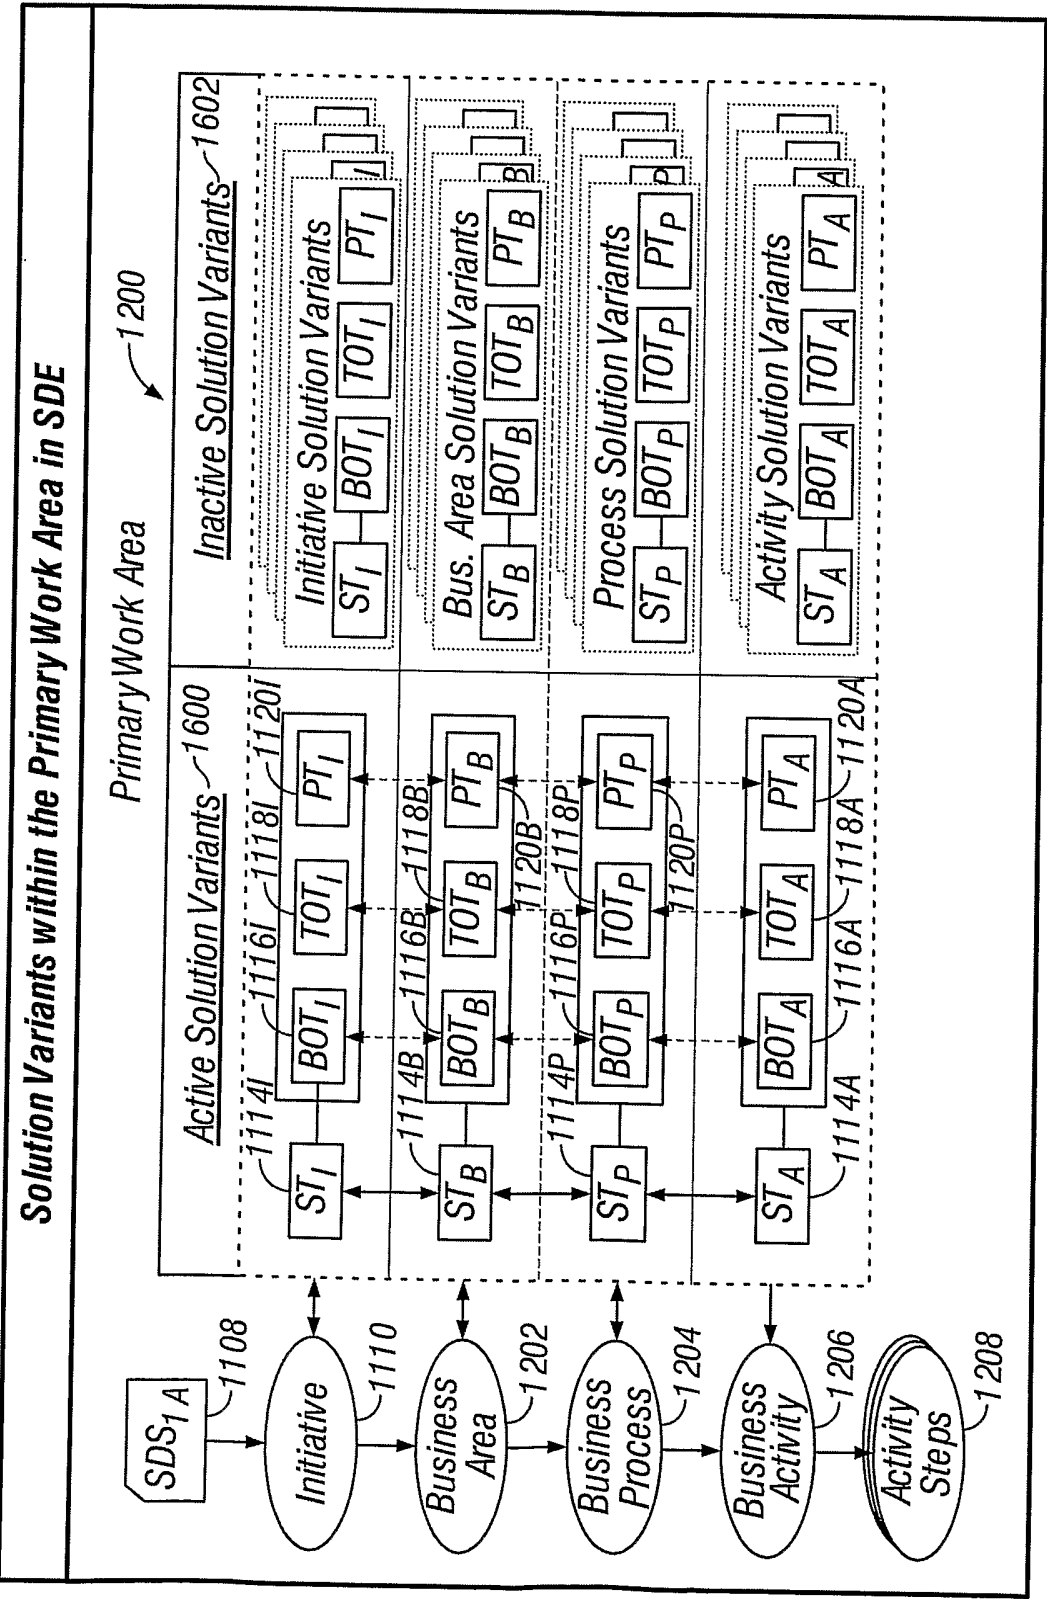 Solution Variants within the Primary Work Area in SDE
Primary Work Area
1200
Active Solution Variants
1600
Inactive Solution Variants
1602
SDS1A
1108
Initiative
1110
1114I
1116I
1118I
1120I
STI
BOTI
TOTI
PTI
Initiative Solution Variants
STI
BOTI
TOTI
PTI
I
Business
Area
1202
1114B
1116B
1118B
STB
BOTB
TOTB
PTB
1120B
Bus. Area Solution Variants
STB
BOTB
TOTB
PTB
B
Business
Process
1204
1114P
1116P
1118P
STP
BOTP
TOTP
PTP
1120P
Process Solution Variants
STP
BOTP
TOTP
PTP
P
Business
Activity
1206
STA
BOTA
TOTA
PTA
1114A
1116A
1118A
1120A
Activity Solution Variants
STA
BOTA
TOTA
PTA
A
Activity
Steps
1208